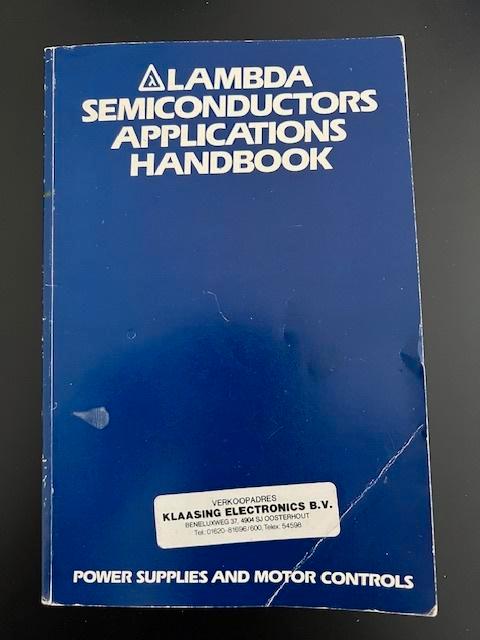 LAMBDA
SEMICONDUCTORS
APPLICATIONS
HANDBOOK
VERKOOPADRES
KLAASING ELECTRONICS B.V.
BENELUXWEG 37, 4904 SJ OOSTERHOUT
Tel.: 01620-81696/600, Telex: 54598
POWER SUPPLIES AND MOTOR CONTROLS